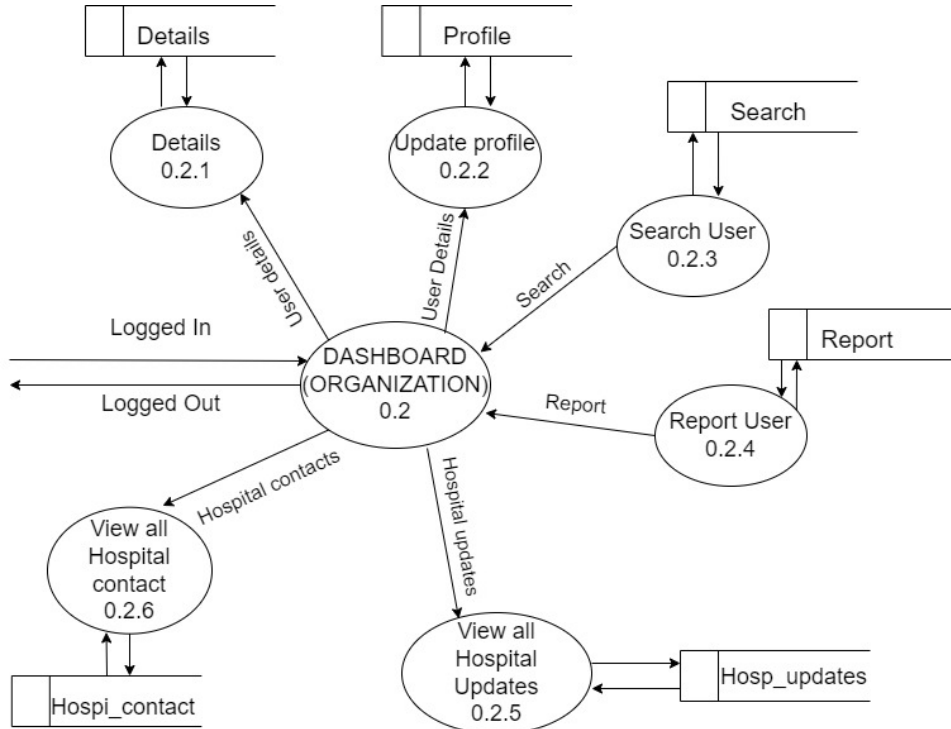 Details
Profile
Search
Details
0.2.1
Update profile
0.2.2
Search User
0.2.3
User details
User Details
Search
Logged In
Logged Out
DASHBOARD
(ORGANIZATION)
0.2
Report
Report
Report User
0.2.4
Hospital contacts
Hospital updates
View all
Hospital
contact
0.2.6
View all
Hospital
Updates
0.2.5
Hospi_contact
Hosp_updates